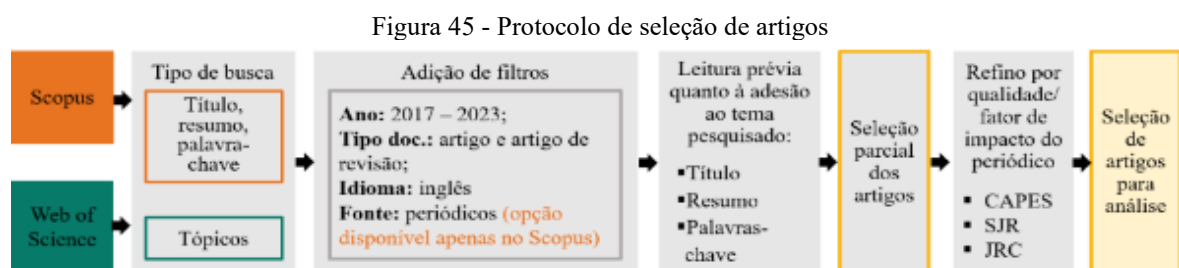 Figura 45 - Protocolo de seleção de artigos
Scopus
Web of
Science
Tipo de busca
Título,
resumo,
palavra-
chave
Tópicos
Adição de filtros
Ano: 2017 – 2023;
Tipo doc.: artigo e artigo de
revisão;
Idioma: inglês
Fonte: periódicos (opção
disponível apenas no Scopus)
Leitura prévia
quanto à adesão
ao tema
pesquisado:
▪Título
▪Resumo
▪Palavras-
chave
Seleção
parcial
dos
artigos
Refino por
qualidade/
fator de
impacto do
periódico
▪ CAPES
▪ SJR
▪ JRC
Seleção
de
artigos
para
análise